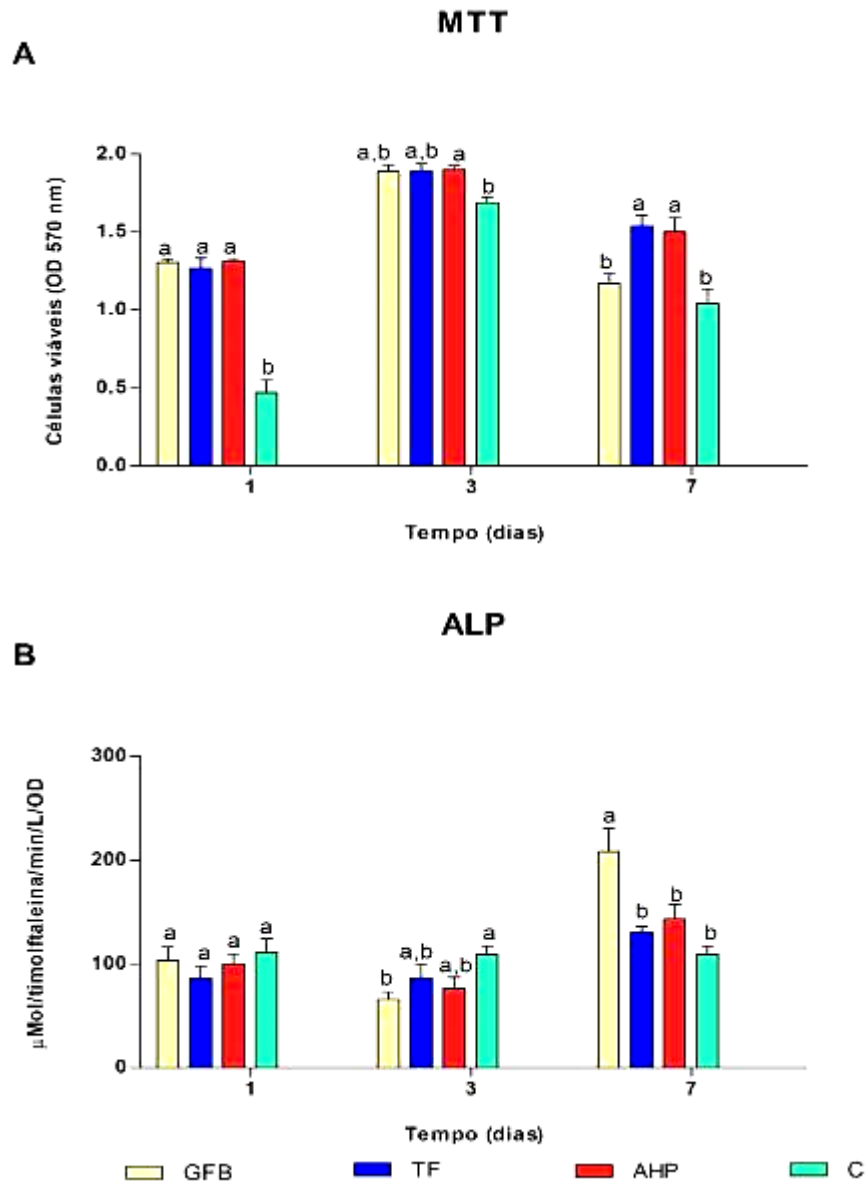 MTT
A
Células viáveis (OD 570 nm)
2.0
1.5
1.0
0.5
0.0
a a a b
a,b a,b a b
b a a b
1 3 7
Tempo (dias)
ALP
B
µMol/timolftaleina/min/L/OD
300
200
100
0
a a a a
b a,b a,b a
a b b b
1 3 7
Tempo (dias)
GFB TF AHP C